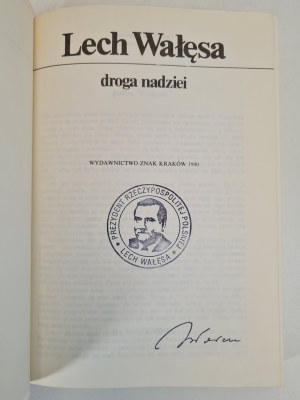 Lech Wałęsa
droga nadziei
WYDAWNICTWO ZNAK KRAKÓW 1990
PREZYDENT RZECZYPOSPOLITEJ POLSKIEJ
• LECH WAŁĘSA •